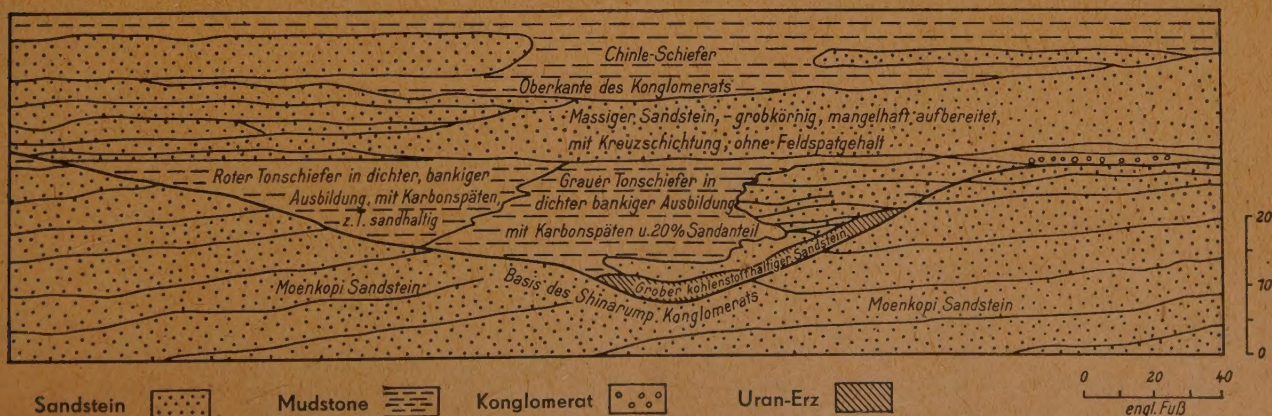 Chinle-Schiefer
Oberkante des Konglomerats
Massiger Sandstein,-grobkörnig, mangelhaft aufbereitet,
mit Kreuzschichtung, ohne Feldspatgehalt
Roter Tonschiefer in dichter, bankiger
Ausbildung, mit Karbonspäten,
z.T. sandhaltig
Grauer Tonschiefer in
dichter bankiger Ausbildung
mit Karbonspäten u. 20% Sandanteil
Grober kohlenstoffhaltiger Sandstein
Basis des Shinarump. Konglomerats
Moenkopi Sandstein
Moenkopi Sandstein
20
10
0
Sandstein
Mudstone
Konglomerat
Uran-Erz
0 20 40
engl. Fuß